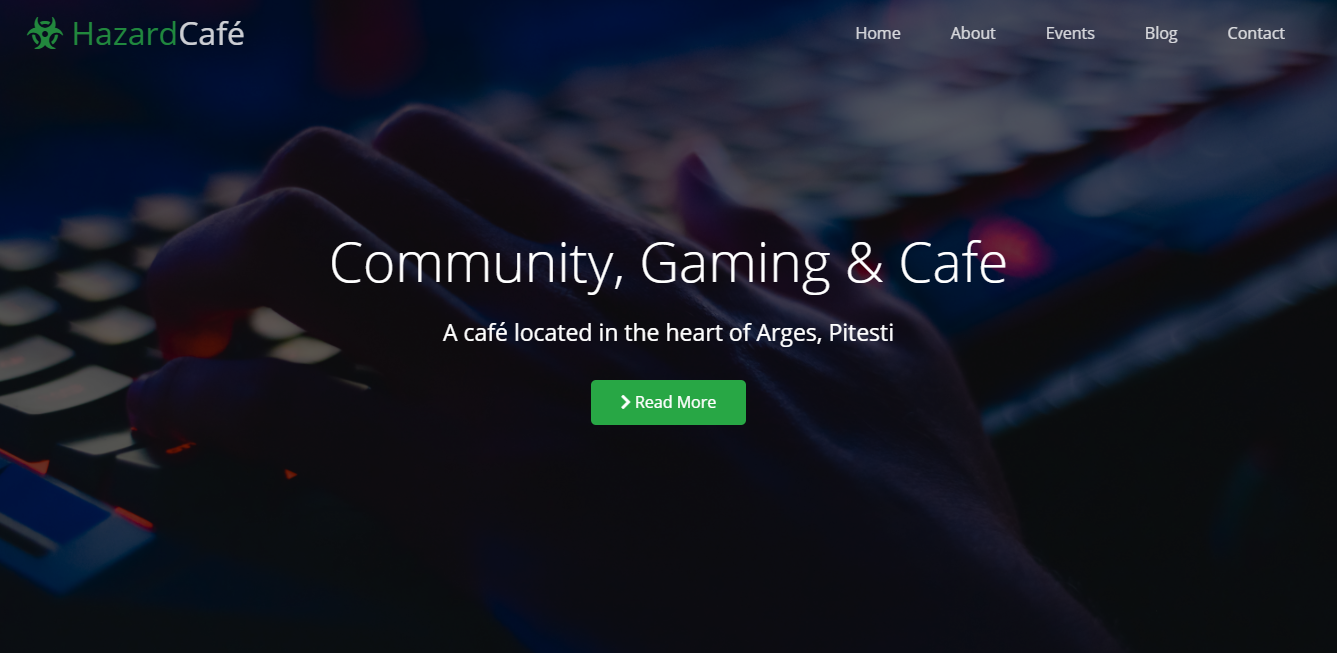 HazardCafé
Home About Events Blog Contact
Community, Gaming & Cafe
A café located in the heart of Arges, Pitesti
Read More